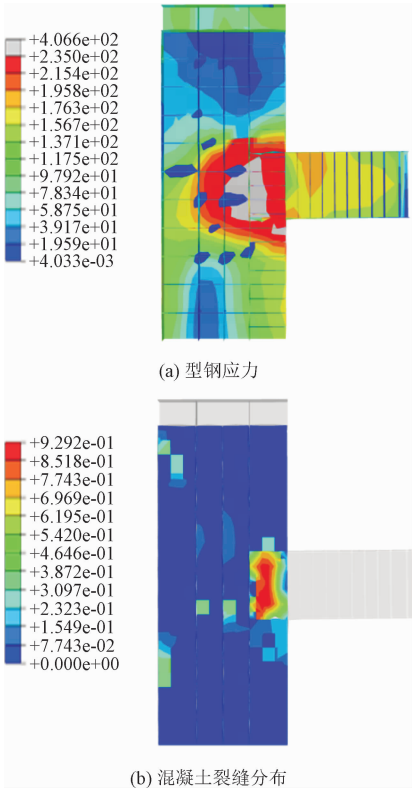 +4.066e+02
+2.350e+02
+2.154e+02
+1.958e+02
+1.763e+02
+1.567e+02
+1.371e+02
+1.175e+02
+9.792e+01
+7.834e+01
+5.875e+01
+3.917e+01
+1.959e+01
+4.033e-03
(a) 型钢应力
+9.292e-01
+8.518e-01
+7.743e-01
+6.969e-01
+6.195e-01
+5.420e-01
+4.646e-01
+3.872e-01
+3.097e-01
+2.323e-01
+1.549e-01
+7.743e-02
+0.000e+00
(b) 混凝土裂缝分布